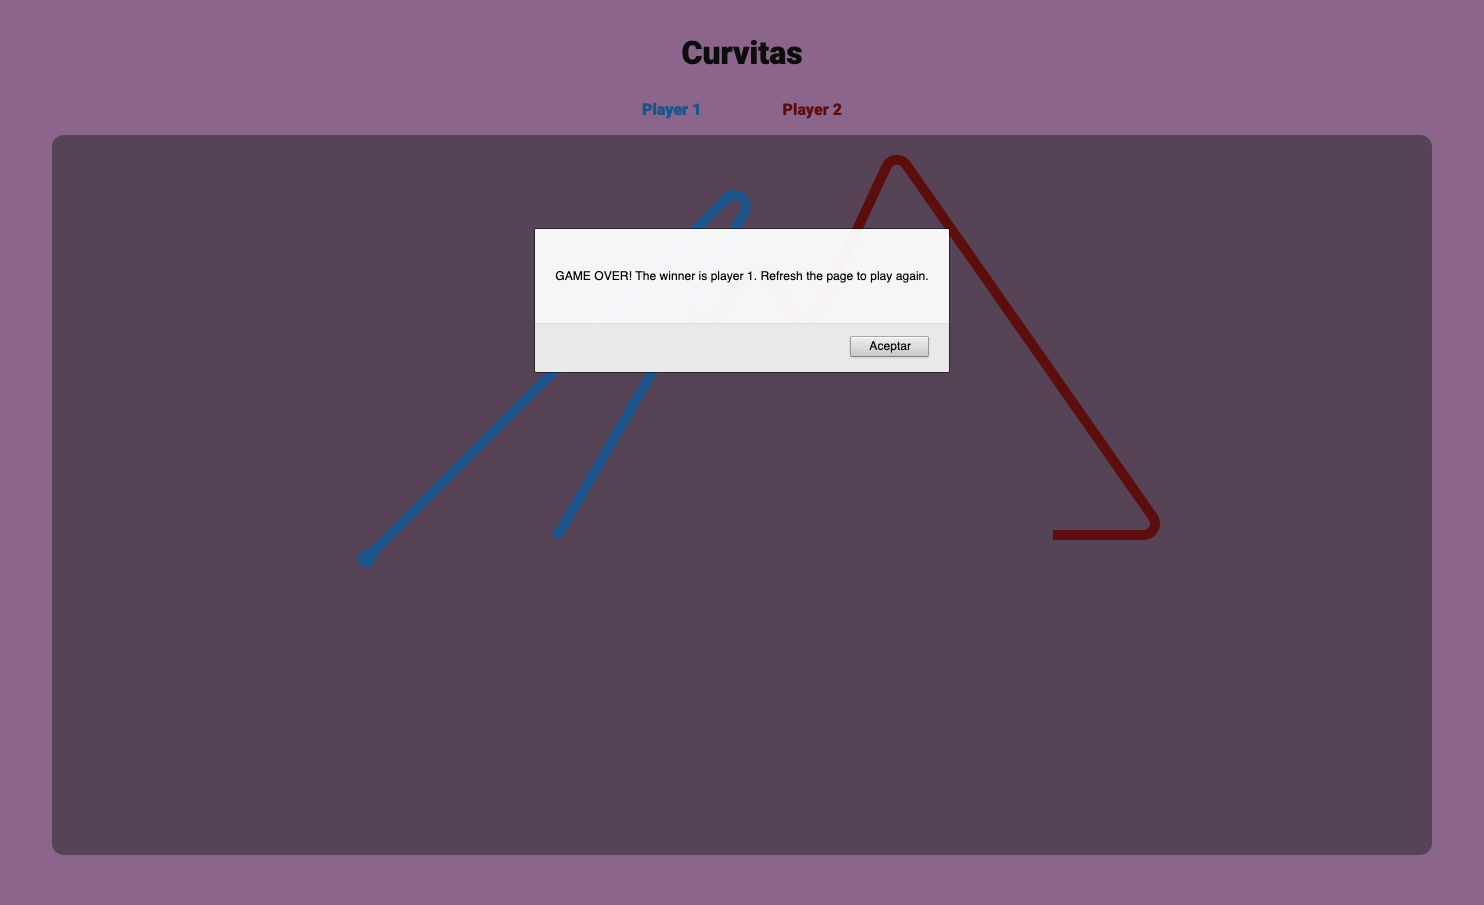 Curvitas
Player 1 Player 2
GAME OVER! The winner is player 1. Refresh the page to play again.
Aceptar